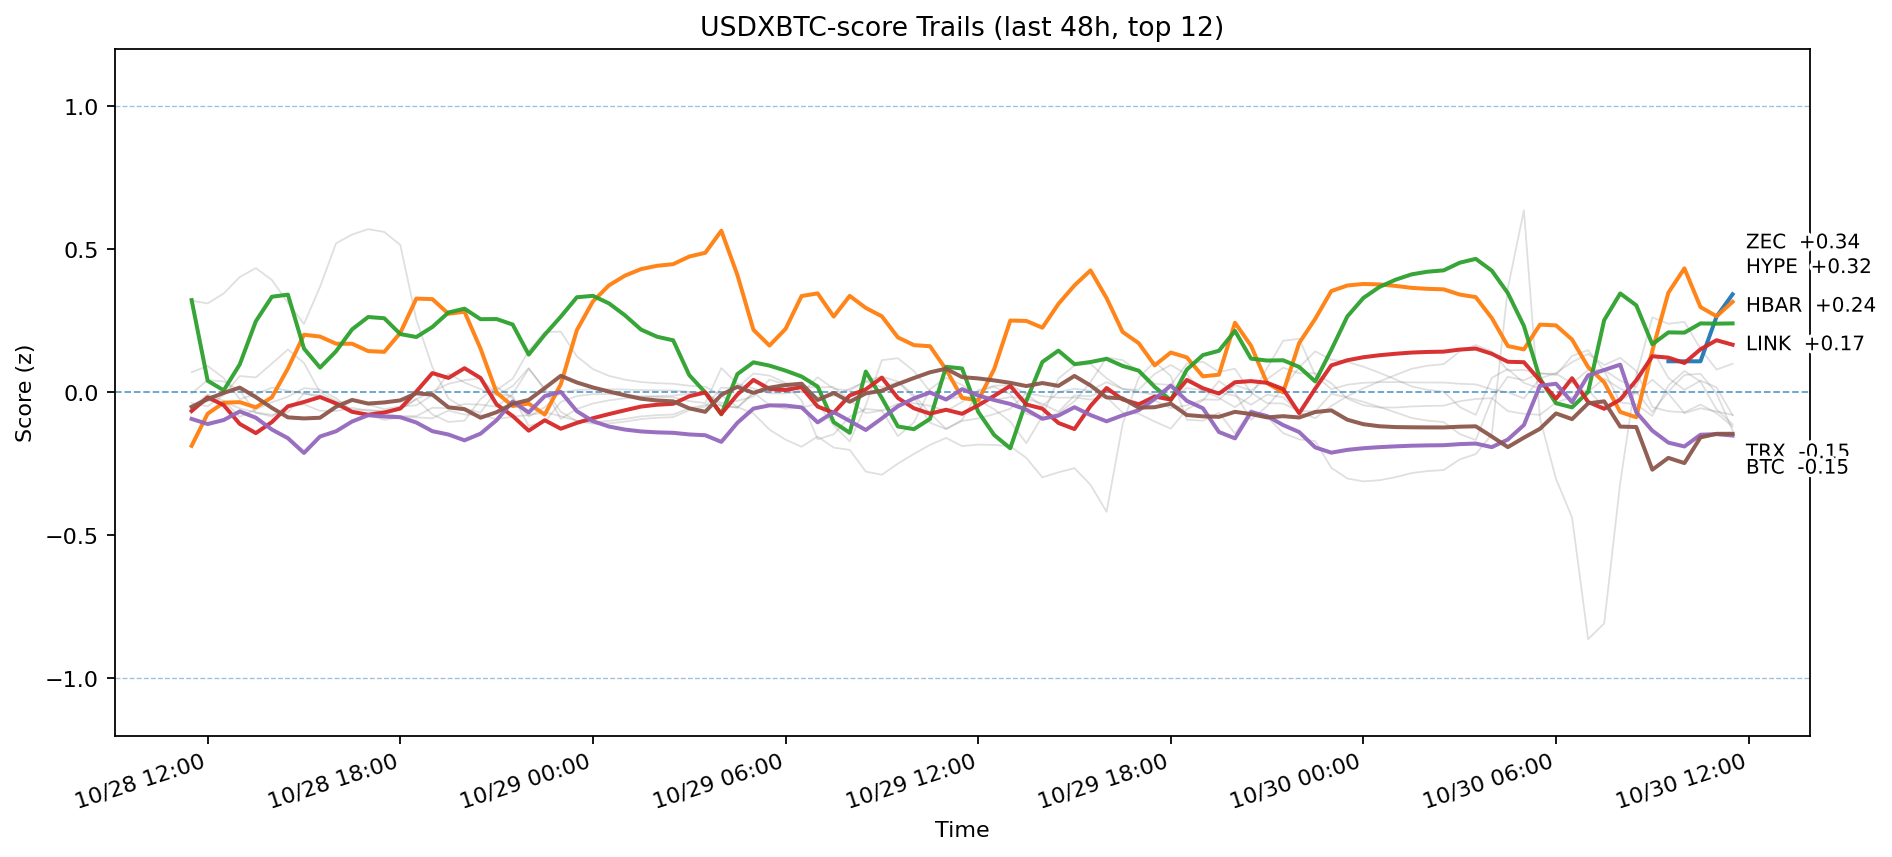 USDXBTC-score Trails (last 48h, top 12)
Score (z)
1.0
0.5
0.0
−0.5
−1.0
ZEC +0.34
HYPE +0.32
HBAR +0.24
LINK +0.17
TRX -0.15
BTC -0.15
10/28 12:00
10/28 18:00
10/29 00:00
10/29 06:00
10/29 12:00
10/29 18:00
10/30 00:00
10/30 06:00
10/30 12:00
Time